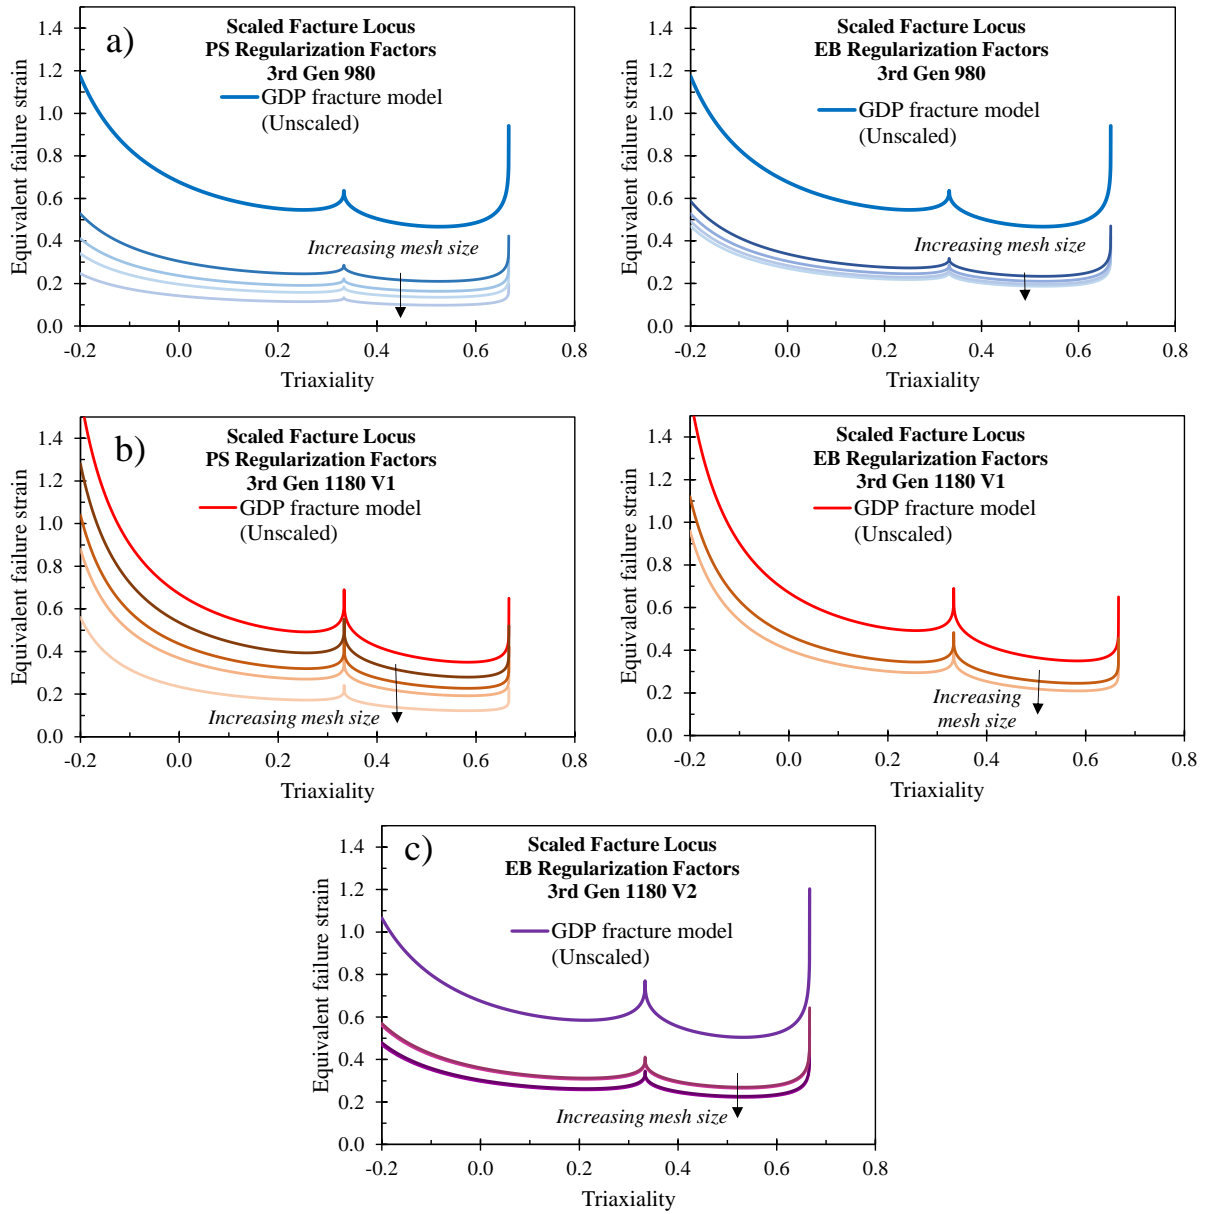 a)
Scaled Facture Locus
PS Regularization Factors
3rd Gen 980
GDP fracture model
(Unscaled)
Increasing mesh size
Equivalent failure strain
1.4
1.2
1.0
0.8
0.6
0.4
0.2
0.0
-0.2 0.0 0.2 0.4 0.6 0.8
Triaxiality
Scaled Facture Locus
EB Regularization Factors
3rd Gen 980
GDP fracture model
(Unscaled)
Increasing mesh size
Equivalent failure strain
1.4
1.2
1.0
0.8
0.6
0.4
0.2
0.0
-0.2 0.0 0.2 0.4 0.6 0.8
Triaxiality
b)
Scaled Facture Locus
PS Regularization Factors
3rd Gen 1180 V1
GDP fracture model
(Unscaled)
Increasing mesh size
Equivalent failure strain
1.4
1.2
1.0
0.8
0.6
0.4
0.2
0.0
-0.2 0.0 0.2 0.4 0.6 0.8
Triaxiality
Scaled Facture Locus
EB Regularization Factors
3rd Gen 1180 V1
GDP fracture model
(Unscaled)
Increasing
mesh size
Equivalent failure strain
1.4
1.2
1.0
0.8
0.6
0.4
0.2
0.0
-0.2 0.0 0.2 0.4 0.6 0.8
Triaxiality
c)
Scaled Facture Locus
EB Regularization Factors
3rd Gen 1180 V2
GDP fracture model
(Unscaled)
Increasing mesh size
Equivalent failure strain
1.4
1.2
1.0
0.8
0.6
0.4
0.2
0.0
-0.2 0.0 0.2 0.4 0.6 0.8
Triaxiality